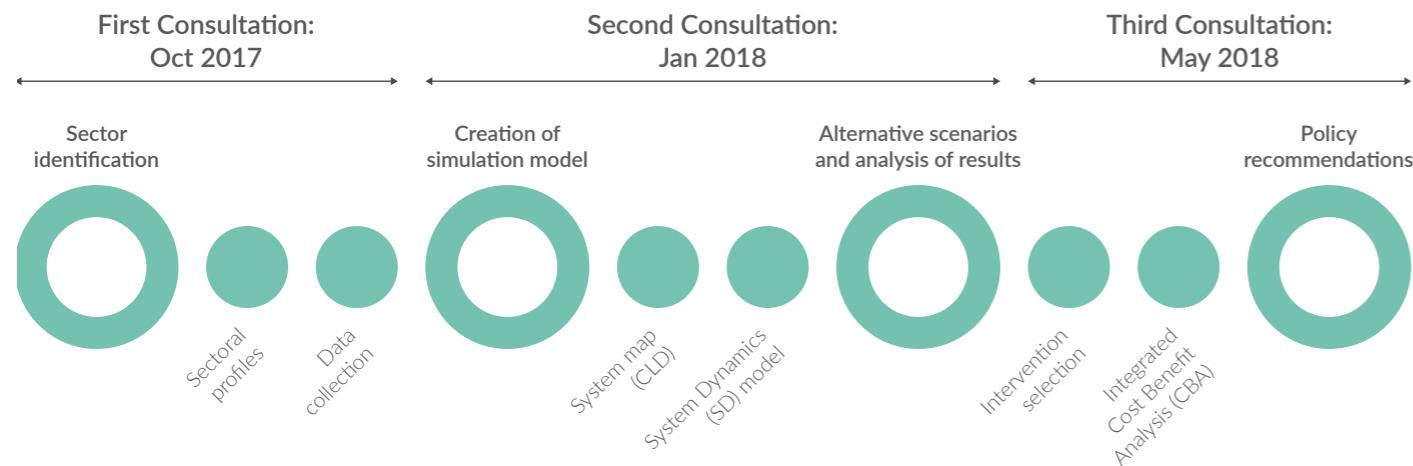 First Consultation:
Oct 2017
Second Consultation:
Jan 2018
Third Consultation:
May 2018
Sector
identification
Creation of
simulation model
Alternative scenarios
and analysis of results
Policy
recommendations
Sectoral
profiles
Data
collection
System map
(CLD)
System Dynamics
(SD) model
Intervention
selection
Integrated
Cost Benefit
Analysis (CBA)